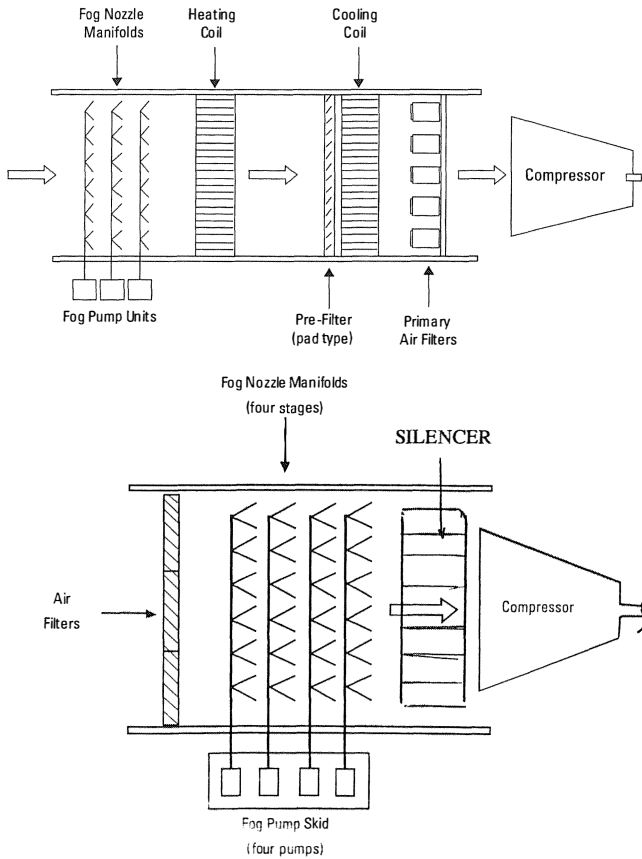 Fog Nozzle
Manifolds
Heating
Coil
Cooling
Coil
Compressor
Fog Pump Units
Pre-Filter
(pad type)
Primary
Air Filters
Fog Nozzle Manifolds
(four stages)
SILENCER
Air
Filters
Compressor
Fog Pump Skid
(four pumps)